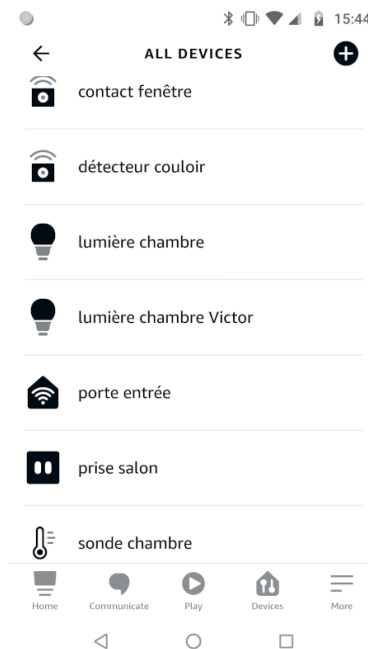 15:44
ALL DEVICES
contact fenêtre
détecteur couloir
lumière chambre
lumière chambre Victor
porte entrée
prise salon
sonde chambre
Home Communicate Play Devices More